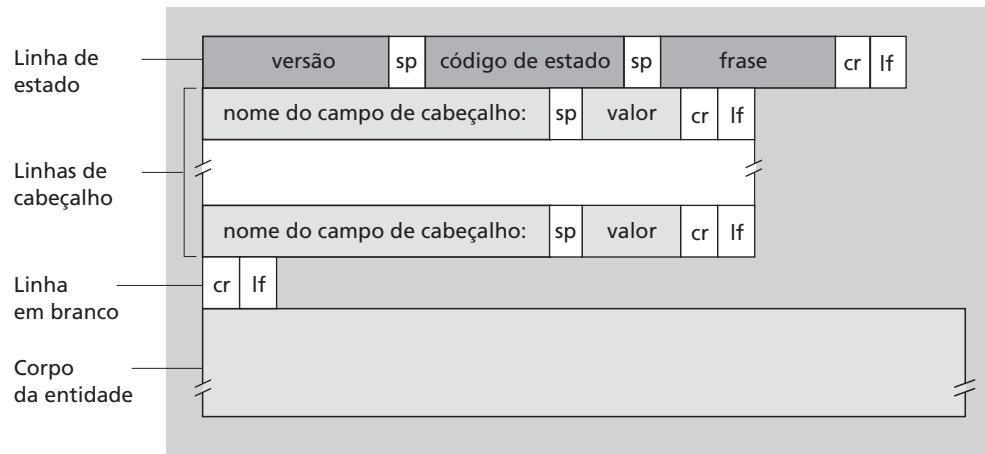 Linha de
estado
versão sp código de estado sp frase cr lf
nome do campo de cabeçalho: sp valor cr lf
Linhas de
cabeçalho
nome do campo de cabeçalho: sp valor cr lf
Linha
em branco
cr lf
Corpo
da entidade